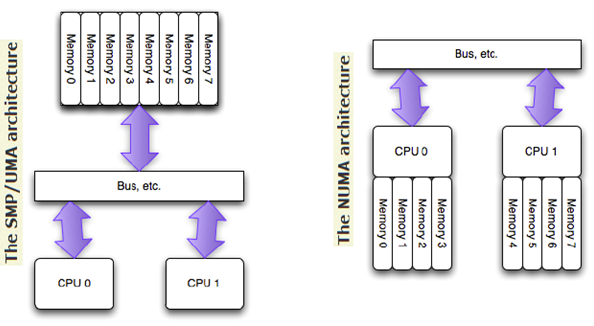 The SMP/UMA architecture
Memory 0
Memory 1
Memory 2
Memory 3
Memory 4
Memory 5
Memory 6
Memory 7
Bus, etc.
CPU 0
CPU 1
The NUMA architecture
Bus, etc.
CPU 0
CPU 1
Memory 0
Memory 1
Memory 2
Memory 3
Memory 4
Memory 5
Memory 6
Memory 7